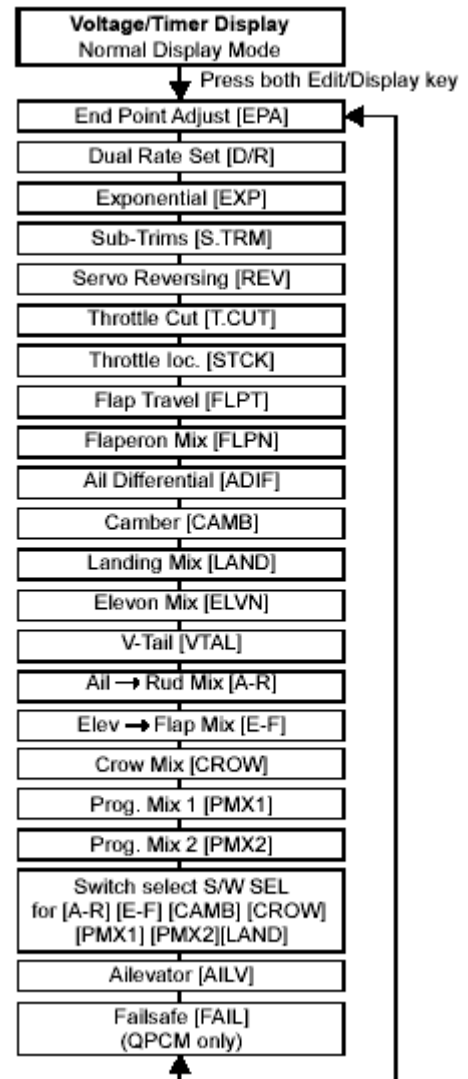 Voltage/Timer Display
Normal Display Mode
Press both Edit/Display key
End Point Adjust [EPA]
Dual Rate Set [D/R]
Exponential [EXP]
Sub-Trims [S.TRM]
Servo Reversing [REV]
Throttle Cut [T.CUT]
Throttle loc. [STCK]
Flap Travel [FLPT]
Flaperon Mix [FLPN]
Ail Differential [ADIF]
Camber [CAMB]
Landing Mix [LAND]
Elevon Mix [ELVN]
V-Tail [VTAL]
Ail → Rud Mix [A-R]
Elev → Flap Mix [E-F]
Crow Mix [CROW]
Prog. Mix 1 [PMX1]
Prog. Mix 2 [PMX2]
Switch select S/W SEL
for [A-R] [E-F] [CAMB] [CROW]
[PMX1] [PMX2][LAND]
Ailevator [AILV]
Failsafe [FAIL]
(QPCM only)